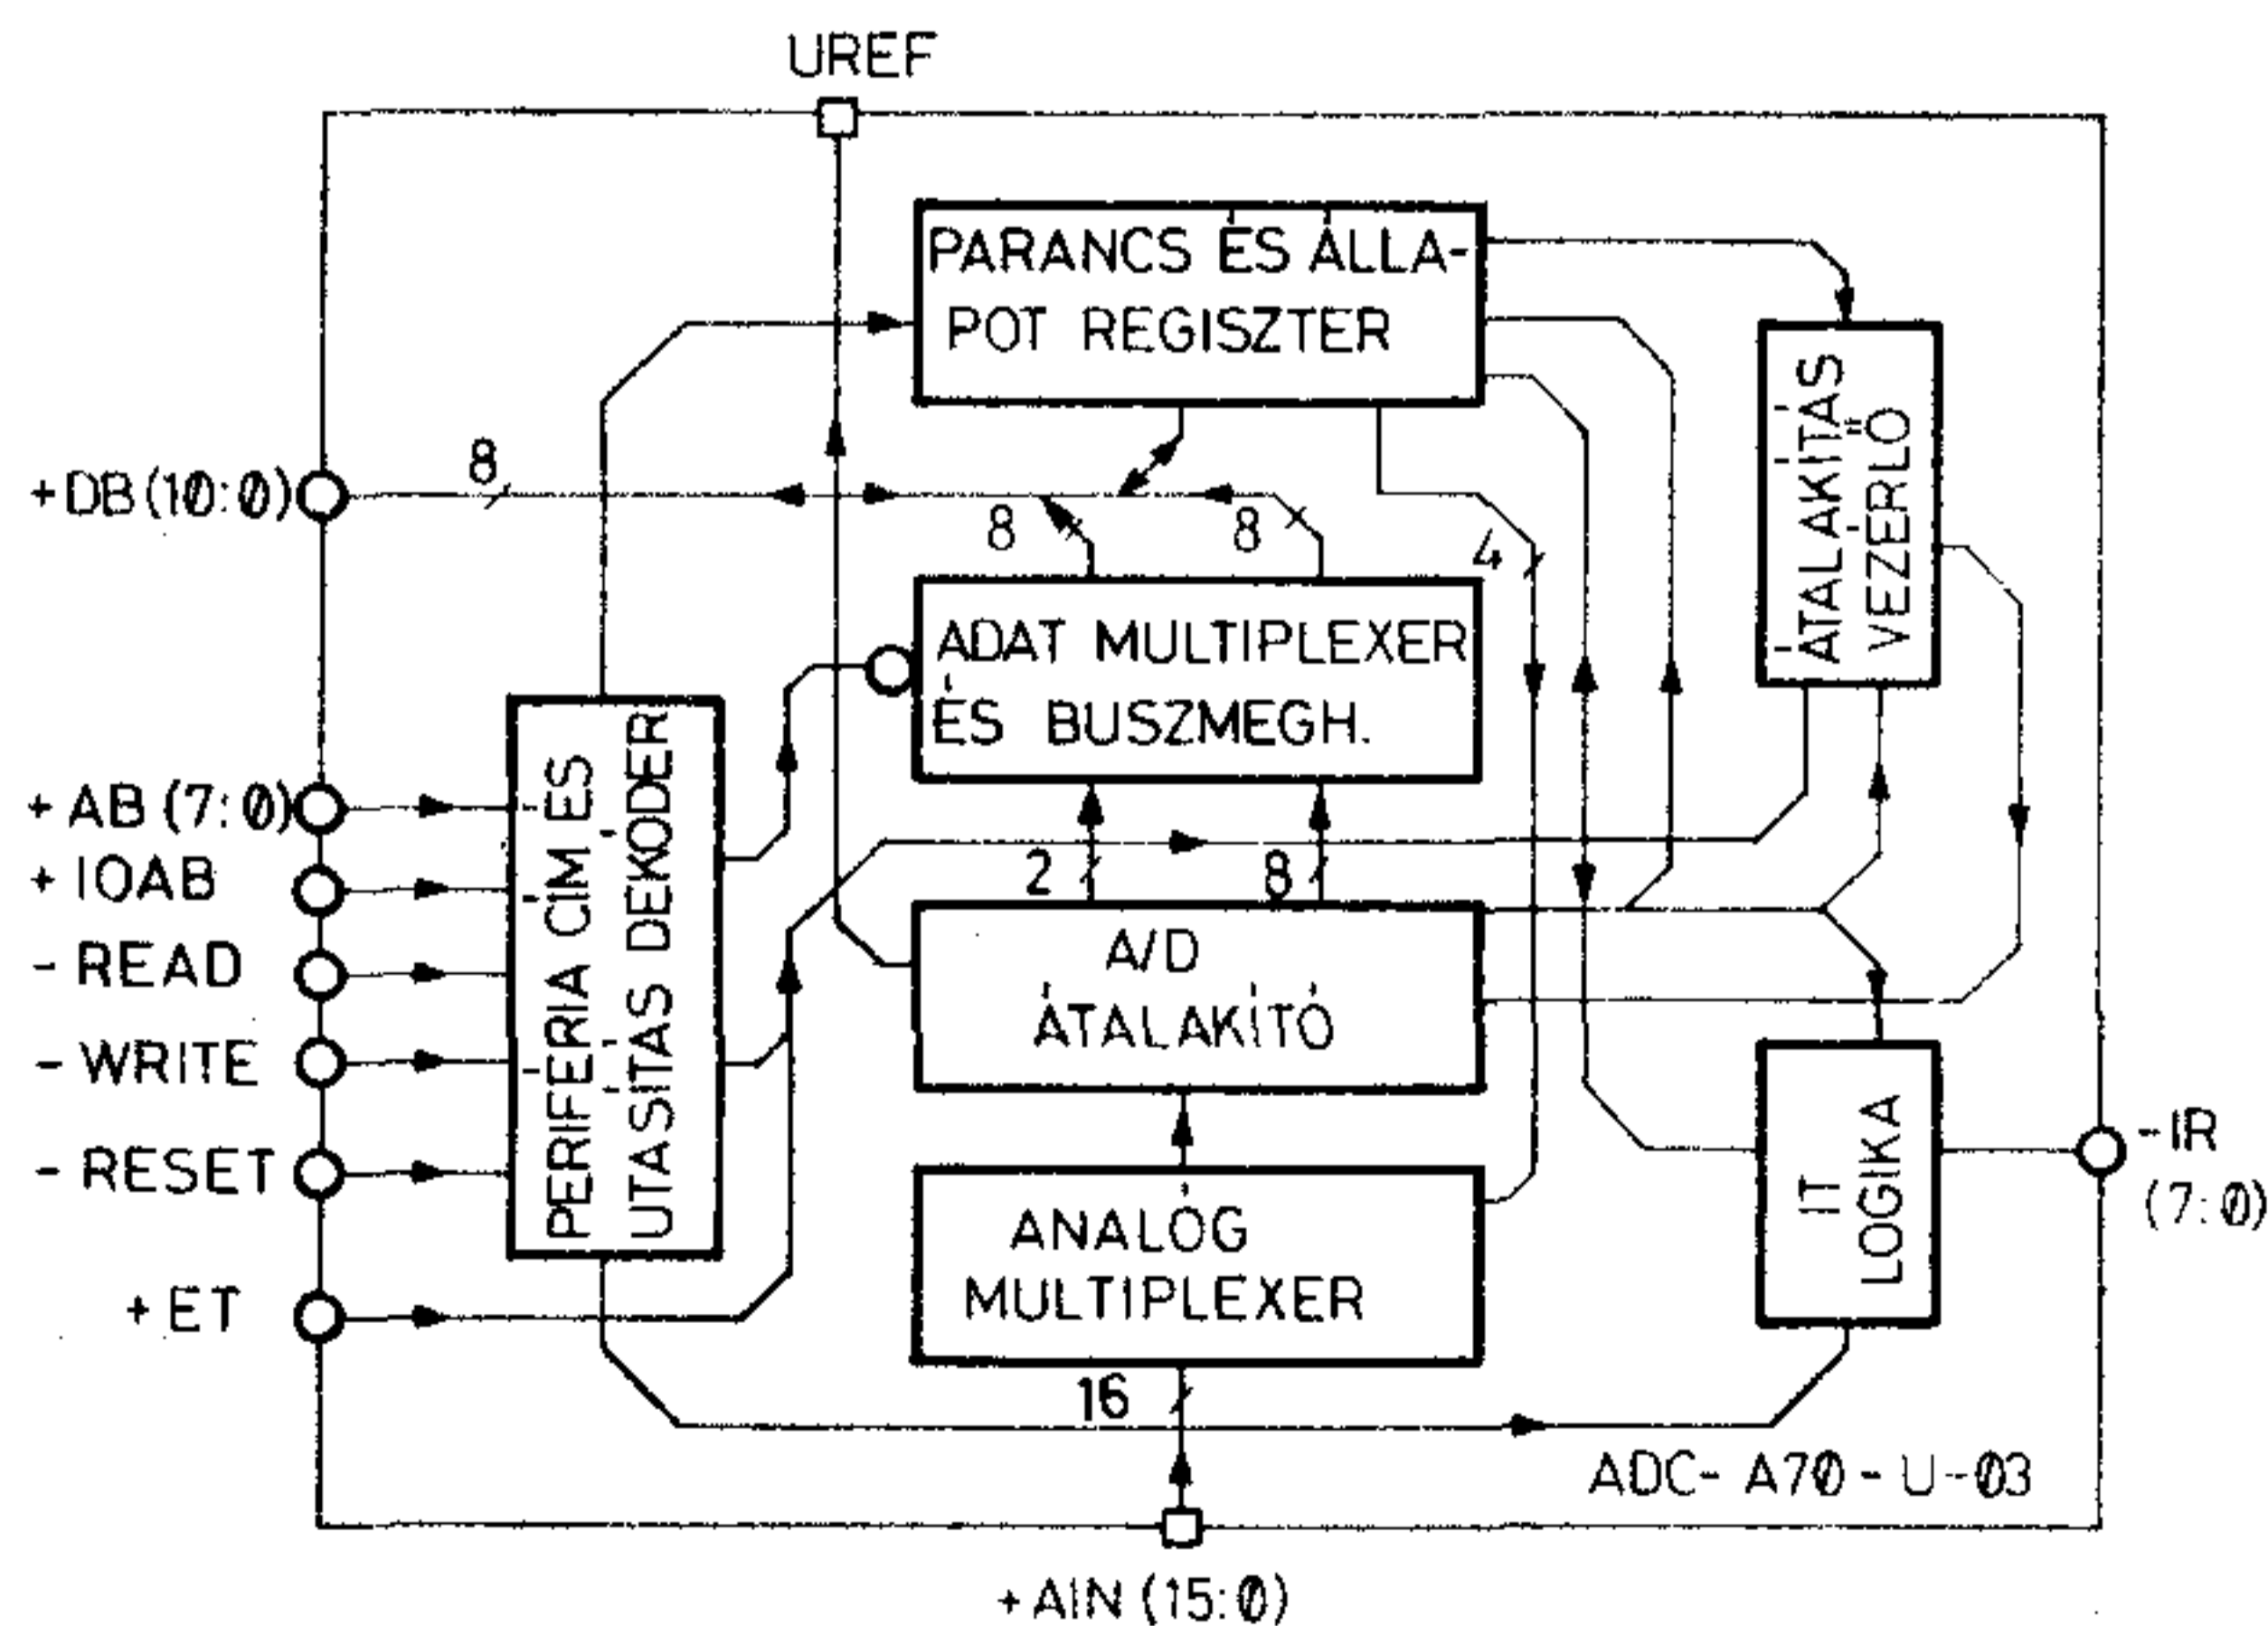 UREF
PARANCS ÉS ÁLLA-
POT REGISZTER
ÁTALAKÍTÁS
VEZÉRLŐ
+DB(10:0)
8
8
8
4
ADAT MULTIPLEXER
ÉS BUSZMEGH.
PERIFÉRIA CÍM ÉS
UTASÍTÁS DEKÓDER
+AB(7:0)
+IOAB
-READ
-WRITE
-RESET
+ET
2
8
A/D
ÁTALAKÍTÓ
ANALÓG
MULTIPLEXER
IT
LOGIKA
-IR
(7:0)
16
ADC-A70-U-03
+AIN(15:0)